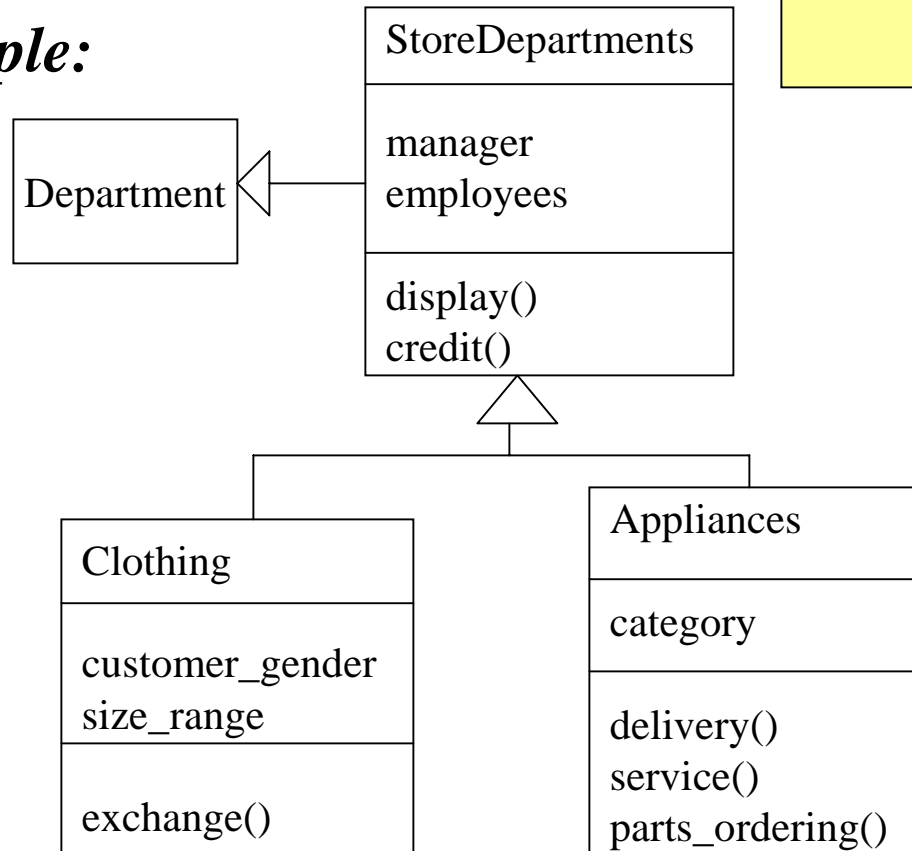 ple:
StoreDepartments
manager
employees
display()
credit()
Department
Clothing
customer_gender
size_range
exchange()
Appliances
category
delivery()
service()
parts_ordering()